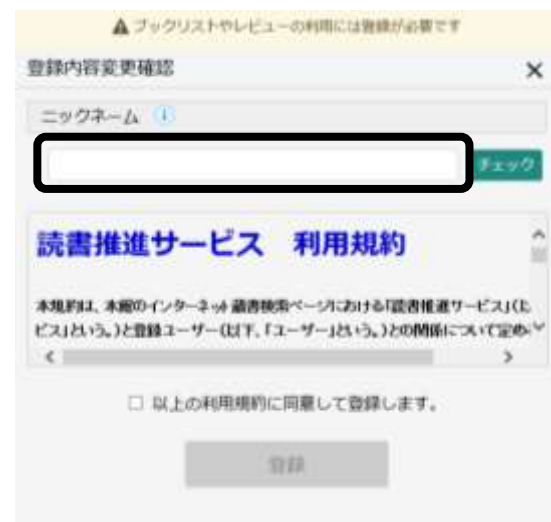 ブックリストやレビューの利用には登録が必要です
登録内容変更確認
ニックネーム
チェック
読書推進サービス 利用規約
本規約は、本館のインターネット蔵書検索ページにおける「読書推進サービス」(以
ビス」という。)と登録ユーザー(以下、「ユーザー」という。)との関係について定め
以上の利用規約に同意して登録します。
登録